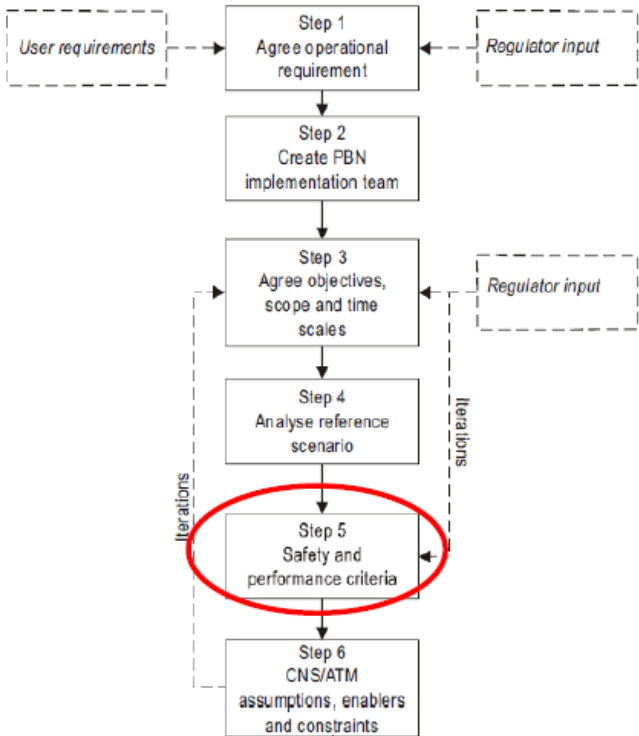 Step 1
User requirements
Agree operational
requirement
Regulator input
Step 2
Create PBN
implementation team
Step 3
Agree objectives,
scope and time
scales
Regulator input
Step 4
Analyse reference
scenario
Iterations
Iterations
Step 5
Safety and
performance criteria
Step 6
CNS/ATM
assumptions, enablers
and constraints